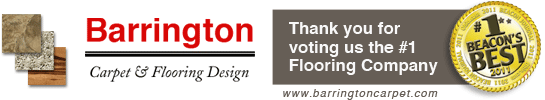 Barrington
Carpet & Flooring Design
Thank you for
voting us the #1
Flooring Company
www.barringtoncarpet.com
#1
BEACON'S
BEST
2011